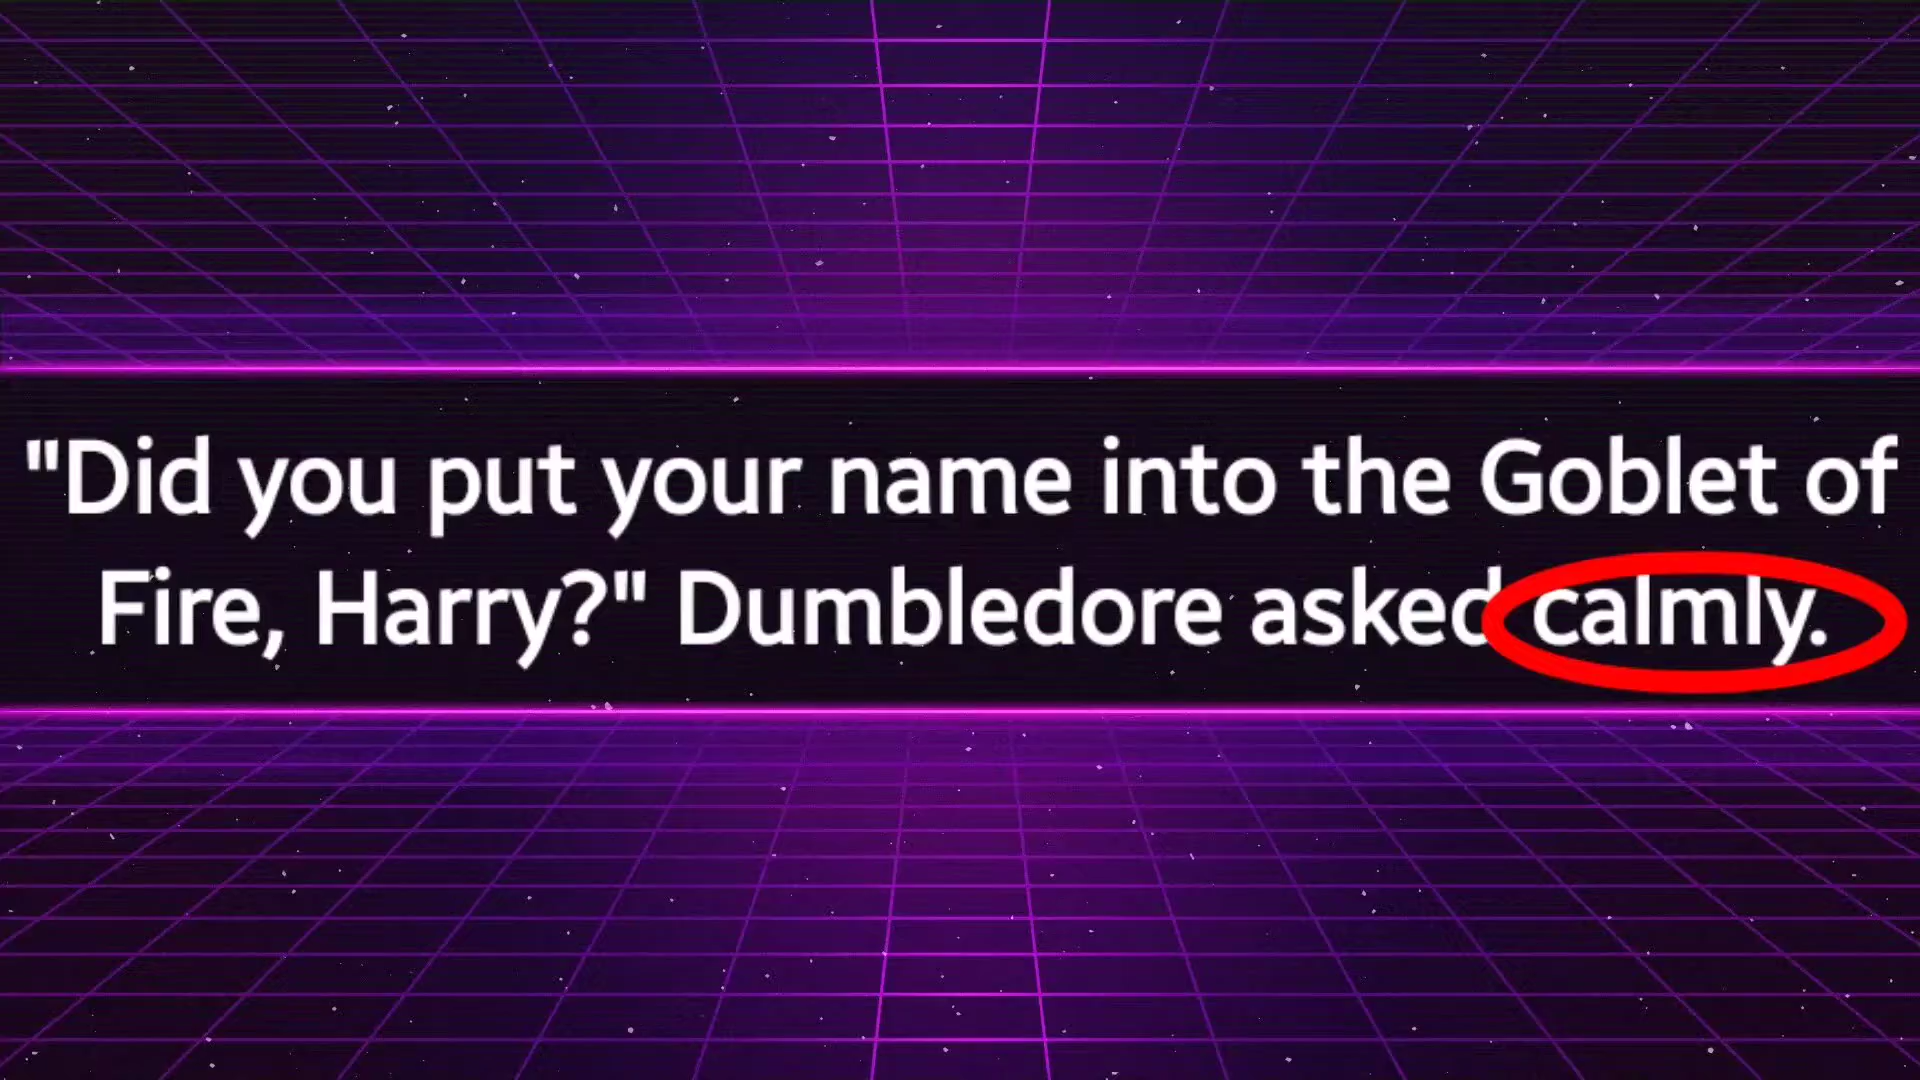 "Did you put your name into the Goblet of
Fire, Harry?" Dumbledore asked calmly.